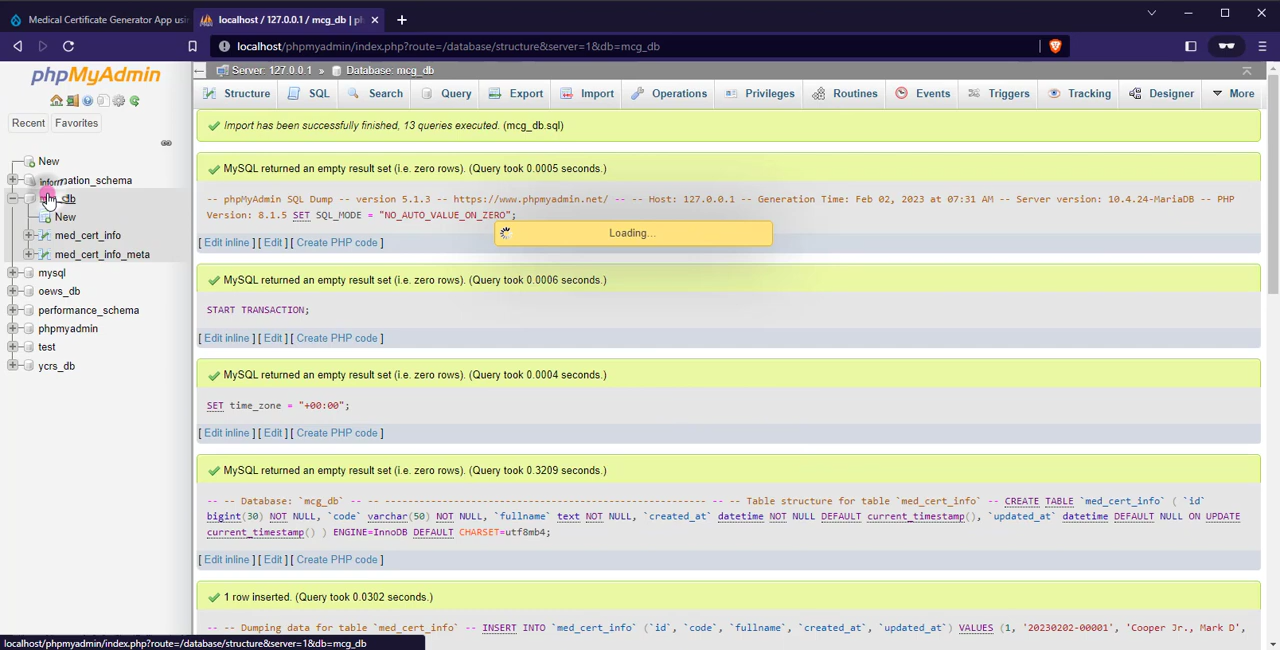 Medical Certificate Generator App usin
localhost / 127.0.0.1 / mcg_db | ph
localhost/phpmyadmin/index.php?route=/database/structure&server=1&db=mcg_db
phpMyAdmin
Server: 127.0.0.1 » Database: mcg_db
Structure SQL Search Query Export Import Operations Privileges Routines Events Triggers Tracking Designer More
Recent Favorites
New
mation_schema
_db
New
med_cert_info
med_cert_info_meta
mysql
oews_db
performance_schema
phpmyadmin
test
ycrs_db
Import has been successfully finished, 13 queries executed. (mcg_db.sql)
MySQL returned an empty result set (i.e. zero rows). (Query took 0.0005 seconds.)
-- phpMyAdmin SQL Dump -- version 5.1.3 -- https://www.phpmyadmin.net/ -- -- Host: 127.0.0.1 -- Generation Time: Feb 02, 2023 at 07:31 AM -- Server version: 10.4.24-MariaDB -- PHP
Version: 8.1.5 SET SQL_MODE = "NO_AUTO_VALUE_ON_ZERO";
Loading...
[ Edit inline ] [ Edit ] [ Create PHP code ]
MySQL returned an empty result set (i.e. zero rows). (Query took 0.0006 seconds.)
START TRANSACTION;
[ Edit inline ] [ Edit ] [ Create PHP code ]
MySQL returned an empty result set (i.e. zero rows). (Query took 0.0004 seconds.)
SET time_zone = "+00:00";
[ Edit inline ] [ Edit ] [ Create PHP code ]
MySQL returned an empty result set (i.e. zero rows). (Query took 0.3209 seconds.)
-- -- Database: `mcg_db` -- -- -------------------------------------------------------- -- -- Table structure for table `med_cert_info` -- CREATE TABLE `med_cert_info` ( `id`
bigint(30) NOT NULL, `code` varchar(50) NOT NULL, `fullname` text NOT NULL, `created_at` datetime NOT NULL DEFAULT current_timestamp(), `updated_at` datetime DEFAULT NULL ON UPDATE
current_timestamp() ) ENGINE=InnoDB DEFAULT CHARSET=utf8mb4;
[ Edit inline ] [ Edit ] [ Create PHP code ]
1 row inserted. (Query took 0.0302 seconds.)
-- -- Dumping data for table `med_cert_info` -- INSERT INTO `med_cert_info` (`id`, `code`, `fullname`, `created_at`, `updated_at`) VALUES (1, '20230202-00001', 'Cooper Jr., Mark D',
localhost/phpmyadmin/index.php?route=/database/structure&server=1&db=mcg_db